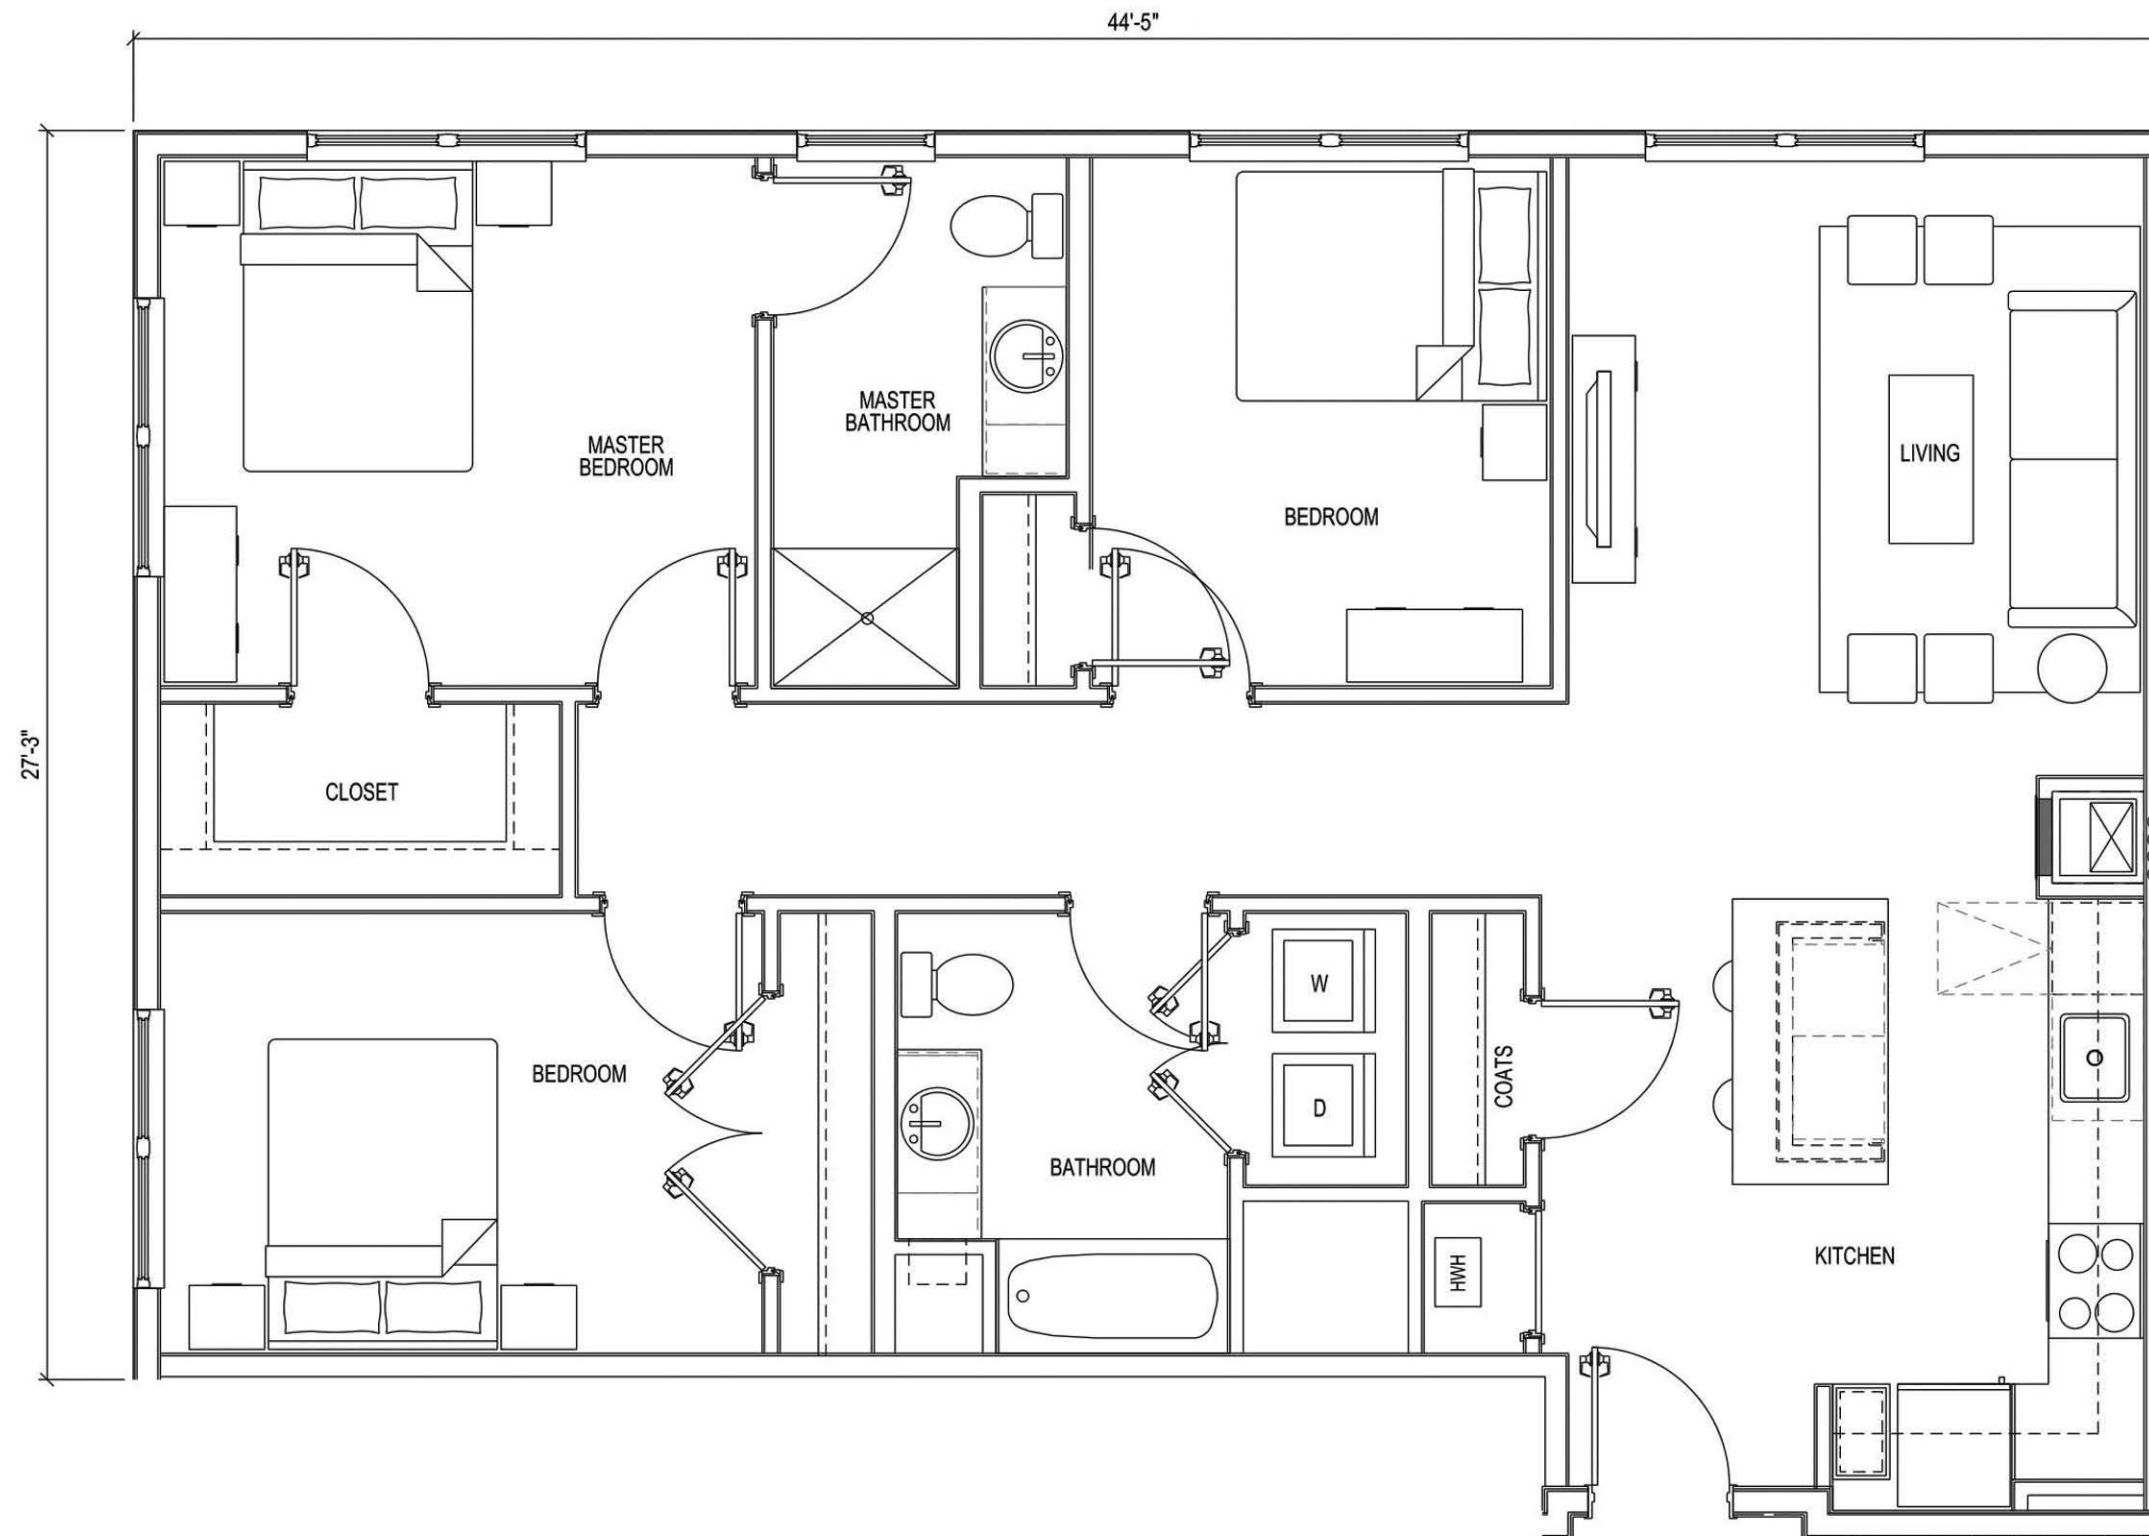 44'-5"
27'-3"
MASTER
BEDROOM
MASTER
BATHROOM
BEDROOM
LIVING
CLOSET
BEDROOM
BATHROOM
W
D
COATS
HWH
KITCHEN